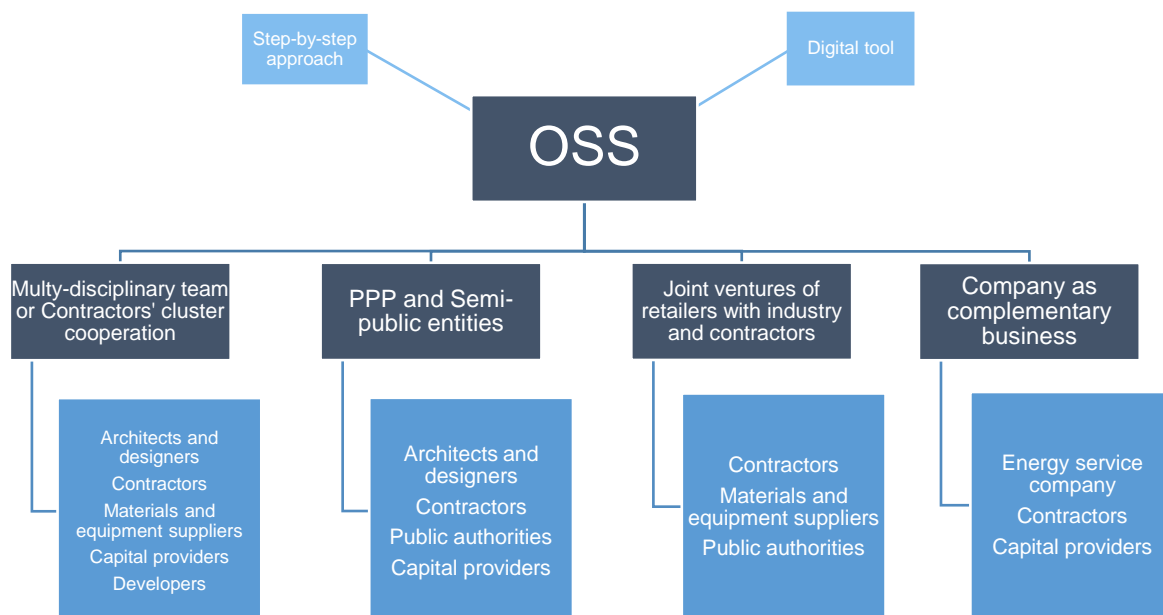 Step-by-step
approach
Digital tool
OSS
Multy-disciplinary team
or Contractors' cluster
cooperation
PPP and Semi-
public entities
Joint ventures of
retailers with industry
and contractors
Company as
complementary
business
Architects and
designers
Contractors
Materials and
equipment suppliers
Capital providers
Developers
Architects and
designers
Contractors
Public authorities
Capital providers
Contractors
Materials and
equipment suppliers
Public authorities
Energy service
company
Contractors
Capital providers